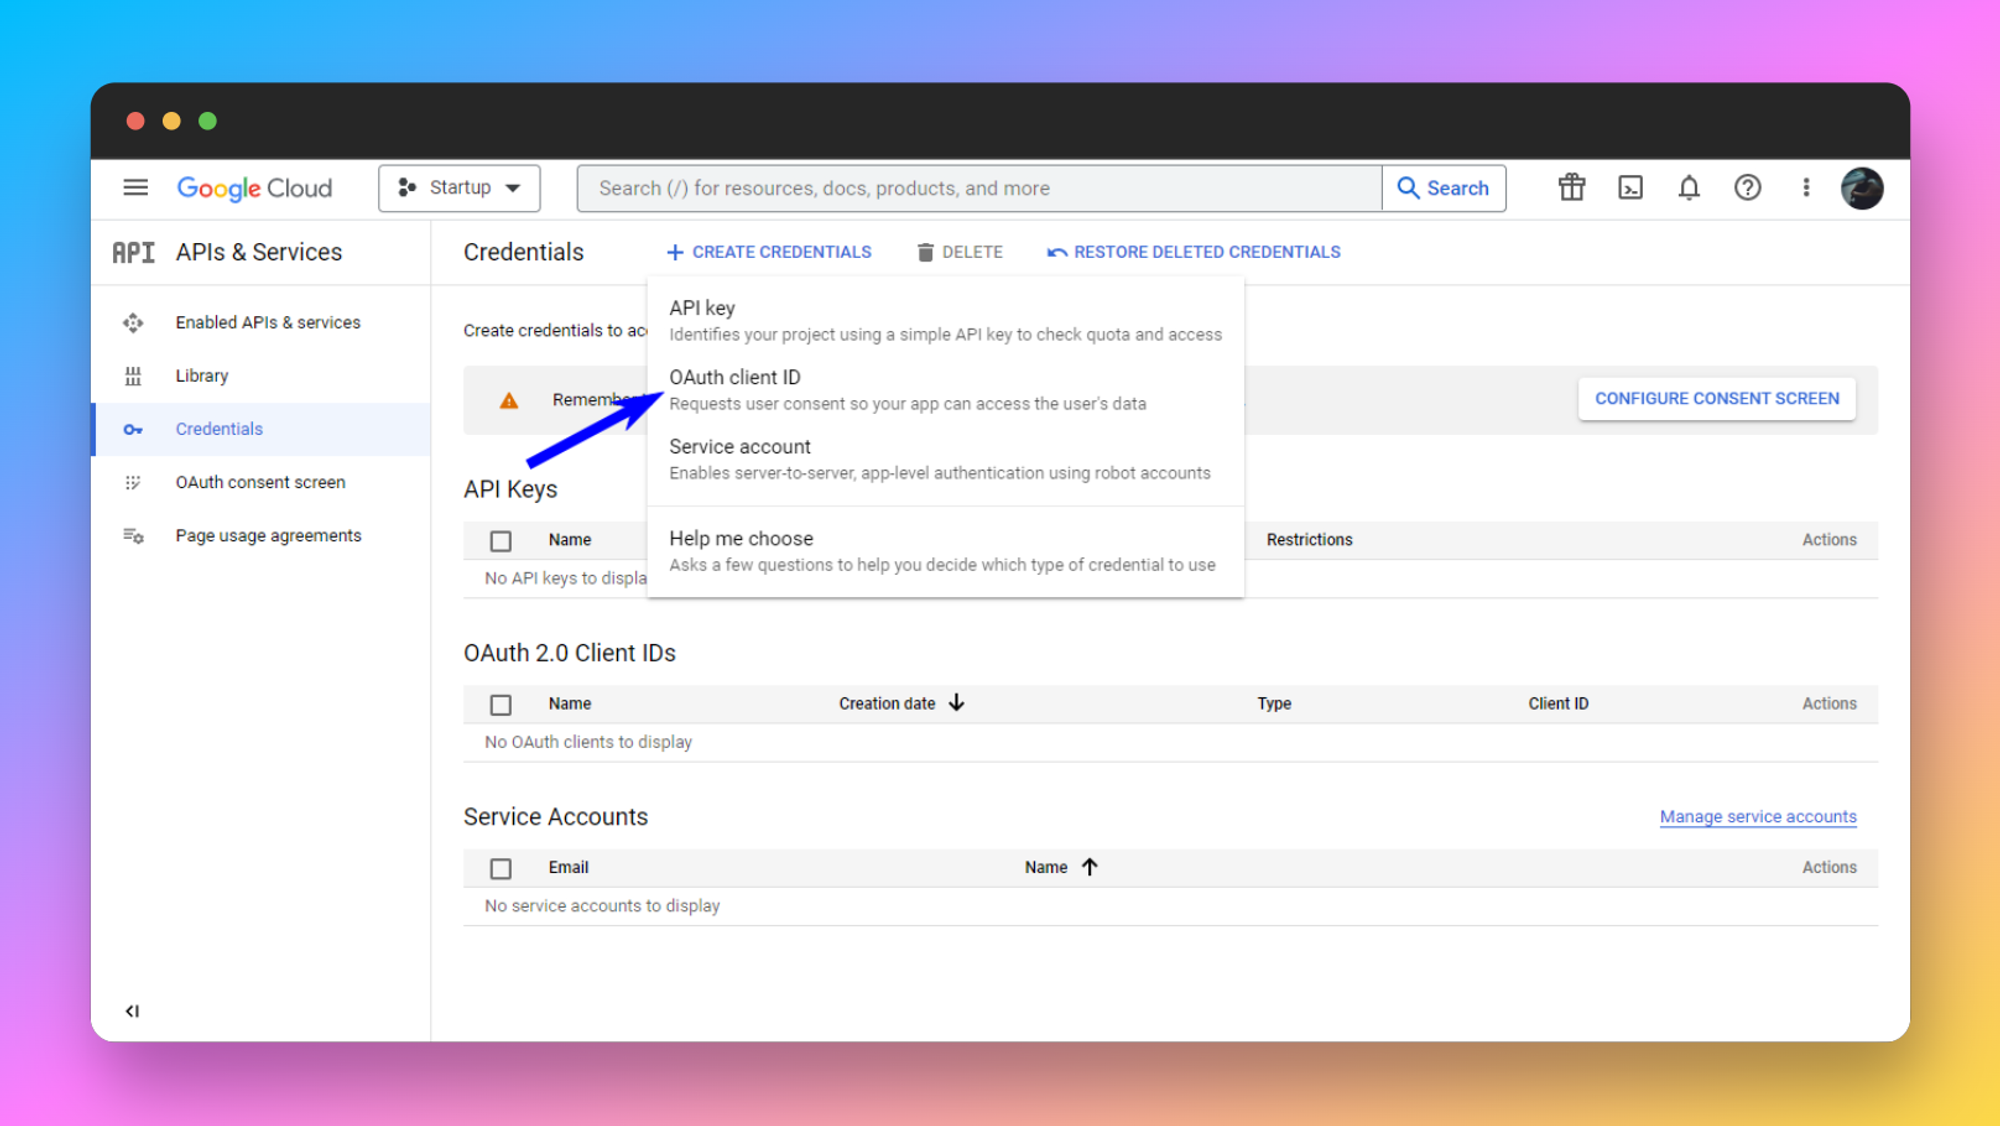 Google Cloud
Startup
Search (/) for resources, docs, products, and more
Search
API APIs & Services
Credentials
CREATE CREDENTIALS
DELETE
RESTORE DELETED CREDENTIALS
Enabled APIs & services
Library
Credentials
OAuth consent screen
Page usage agreements
Create credentials to
API key
Identifies your project using a simple API key to check quota and access
OAuth client ID
Requests user consent so your app can access the user's data
Service account
Enables server-to-server, app-level authentication using robot accounts
Help me choose
Asks a few questions to help you decide which type of credential to use
Remember
CONFIGURE CONSENT SCREEN
API Keys
Name
Restrictions
Actions
No API keys to displa
OAuth 2.0 Client IDs
Name
Creation date
Type
Client ID
Actions
No OAuth clients to display
Service Accounts
Manage service accounts
Email
Name
Actions
No service accounts to display